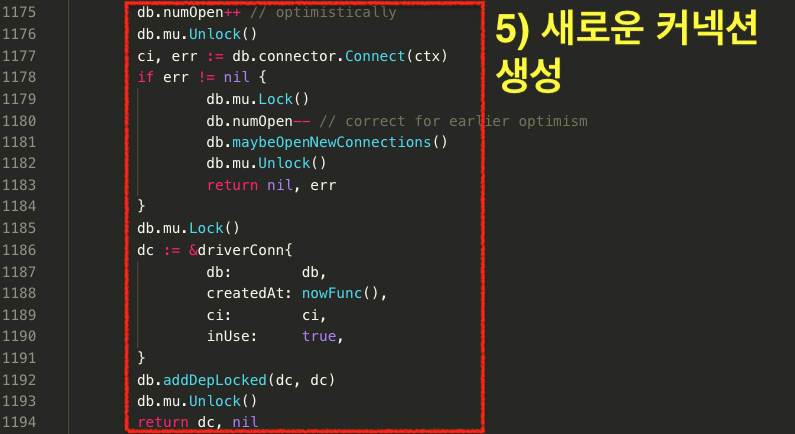 1175 db.numOpen++ // optimistically
1176 db.mu.Unlock()
1177 ci, err := db.connector.Connect(ctx)
1178 if err != nil {
1179 db.mu.Lock()
1180 db.numOpen-- // correct for earlier optimism
1181 db.maybeOpenNewConnections()
1182 db.mu.Unlock()
1183 return nil, err
1184 }
1185 db.mu.Lock()
1186 dc := &driverConn{
1187 db: db,
1188 createdAt: nowFunc(),
1189 ci: ci,
1190 inUse: true,
1191 }
1192 db.addDepLocked(dc, dc)
1193 db.mu.Unlock()
1194 return dc, nil
5) 새로운 커넥션
생성